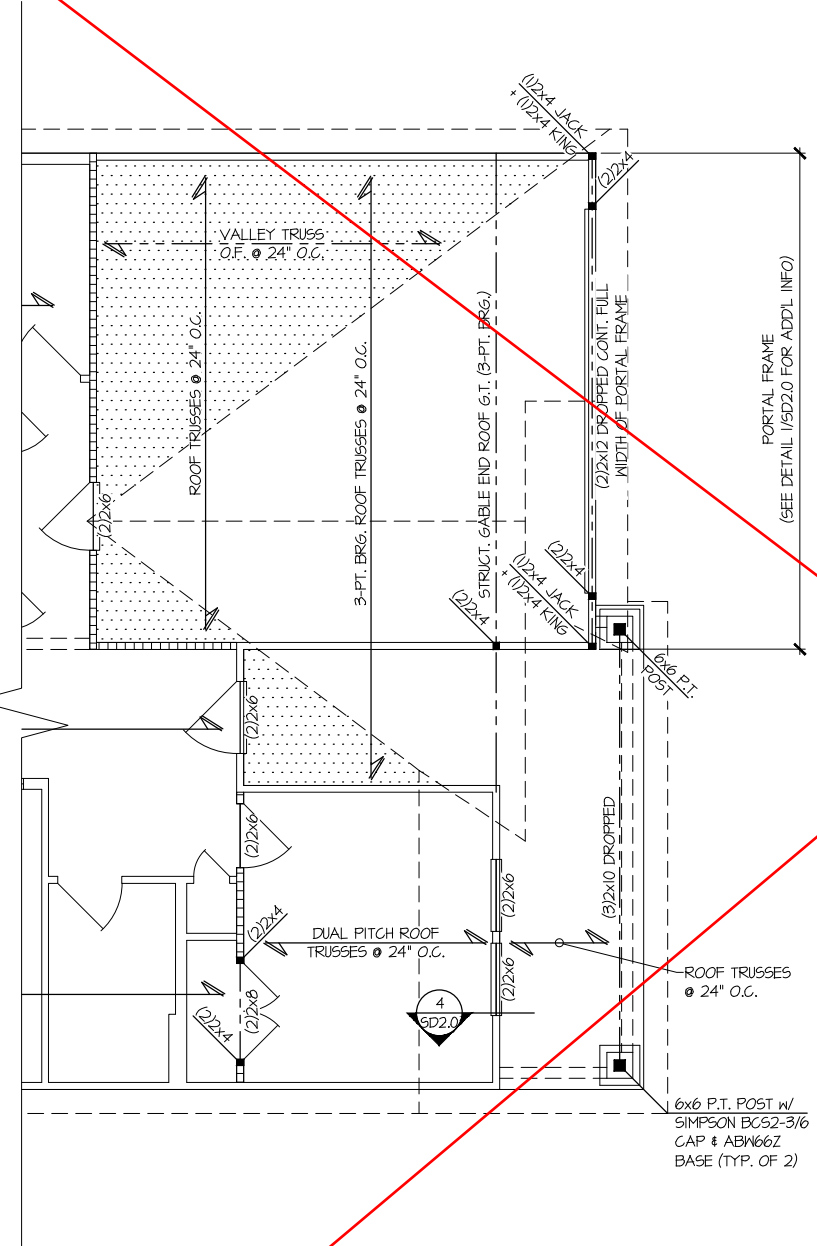 (1)2x4 JACK
+ (1)2x4 KING
(2)2x4
VALLEY TRUSS
O.F. @ 24" O.C.
ROOF TRUSSES @ 24" O.C.
3-PT. BRG. ROOF TRUSSES @ 24" O.C.
STRUCT. GABLE END ROOF G.T. (3-PT. BRG.)
(2)2x12 DROPPED CONT. FULL
WIDTH OF PORTAL FRAME
PORTAL FRAME
(SEE DETAIL 1/SD2.0 FOR ADD'L INFO)
(2)2x6
(2)2x4
(1)2x4 JACK
+ (1)2x4 KING
(2)2x4
6x6 P.T.
POST
(2)2x6
(2)2x6
(3)2x10 DROPPED
(2)2x6
(2)2x4
DUAL PITCH ROOF
TRUSSES @ 24" O.C.
(2)2x6
ROOF TRUSSES
@ 24" O.C.
(2)2x8
(2)2x4
4
SD2.0
6x6 P.T. POST W/
SIMPSON BCS2-3/6
CAP & ABW66Z
BASE (TYP. OF 2)